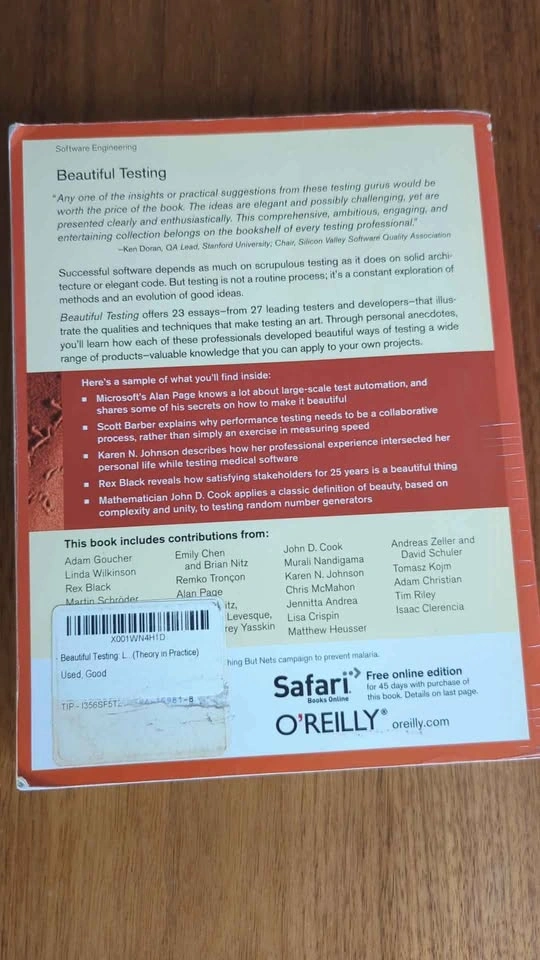 Software Engineering
Beautiful Testing
"Any one of the insights or practical suggestions from these testing gurus would be
worth the price of the book. The ideas are elegant and possibly challenging, yet are
presented clearly and enthusiastically. This comprehensive, ambitious, engaging, and
entertaining collection belongs on the bookshelf of every testing professional."
—Ken Doran, QA Lead, Stanford University; Chair, Silicon Valley Software Quality Association
Successful software depends as much on scrupulous testing as it does on solid archi-
tecture or elegant code. But testing is not a routine process; it's a constant exploration of
methods and an evolution of good ideas.
Beautiful Testing offers 23 essays—from 27 leading testers and developers—that illus-
trate the qualities and techniques that make testing an art. Through personal anecdotes,
you'll learn how each of these professionals developed beautiful ways of testing a wide
range of products—valuable knowledge that you can apply to your own projects.
Here's a sample of what you'll find inside:
■ Microsoft's Alan Page knows a lot about large-scale test automation, and
shares some of his secrets on how to make it beautiful
■ Scott Barber explains why performance testing needs to be a collaborative
process, rather than simply an exercise in measuring speed
■ Karen N. Johnson describes how her professional experience intersected her
personal life while testing medical software
■ Rex Black reveals how satisfying stakeholders for 25 years is a beautiful thing
■ Mathematician John D. Cook applies a classic definition of beauty, based on
complexity and unity, to testing random number generators
This book includes contributions from:
Adam Goucher
Linda Wilkinson
Rex Black
Martin Schröder
Emily Chen
and Brian Nitz
Remko Tronçon
Alan Page
itz,
Levesque,
rey Yasskin
John D. Cook
Murali Nandigama
Karen N. Johnson
Chris McMahon
Jennitta Andrea
Lisa Crispin
Matthew Heusser
Andreas Zeller and
David Schuler
Tomasz Kojm
Adam Christian
Tim Riley
Isaac Clerencia
X001WN4H1D
Beautiful Testing: L...(Theory in Practice)
Used, Good
TIP - I356SF5T2
hing But Nets campaign to prevent malaria.
Safari
Books Online
Free online edition
for 45 days with purchase of
this book. Details on last page.
O'REILLY®
oreilly.com